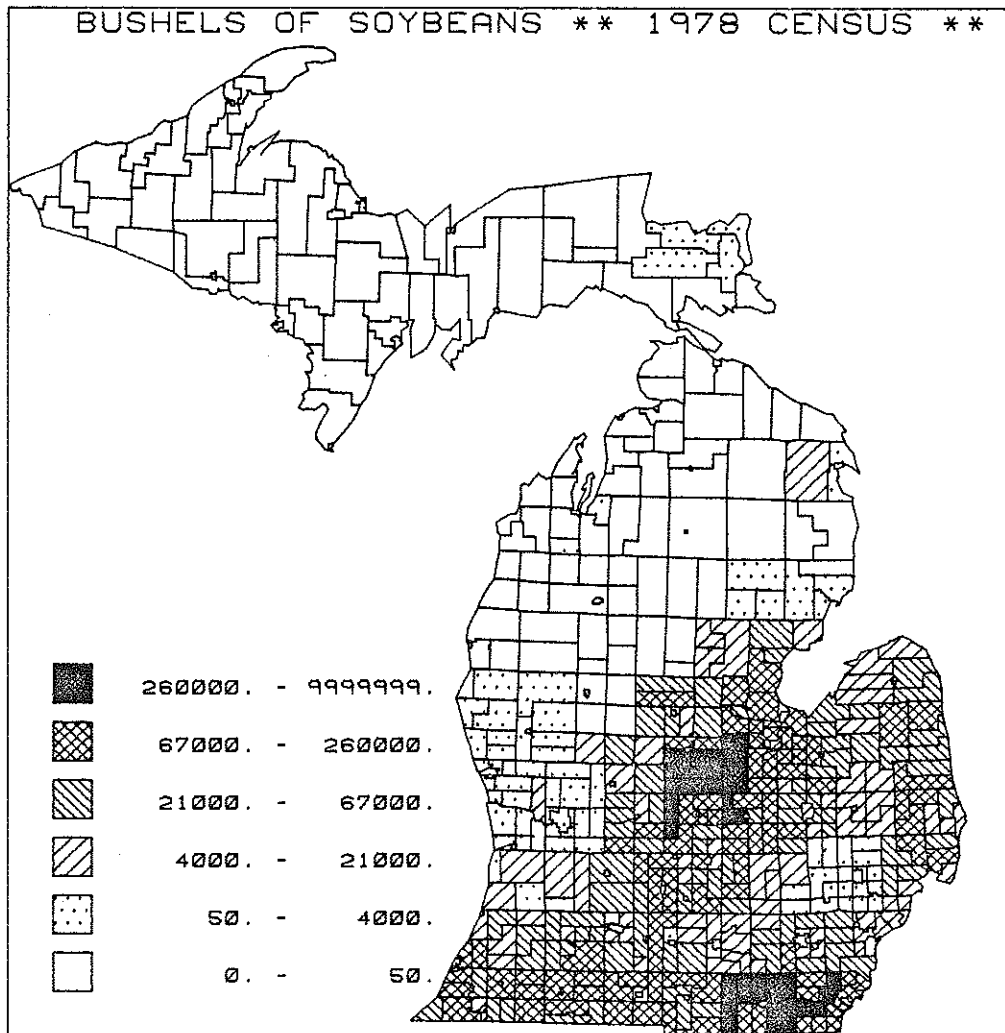 BUSHELS OF SOYBEANS ** 1978 CENSUS **
260000. - 9999999.
67000. - 260000.
21000. - 67000.
4000. - 21000.
50. - 4000.
0. - 50.